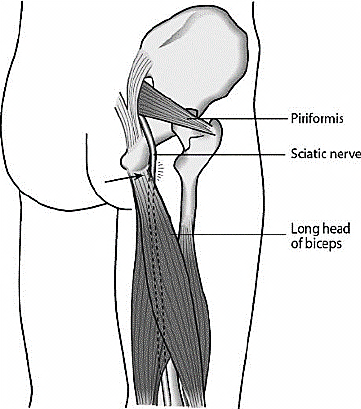 Piriformis
Sciatic nerve
Long head
of biceps